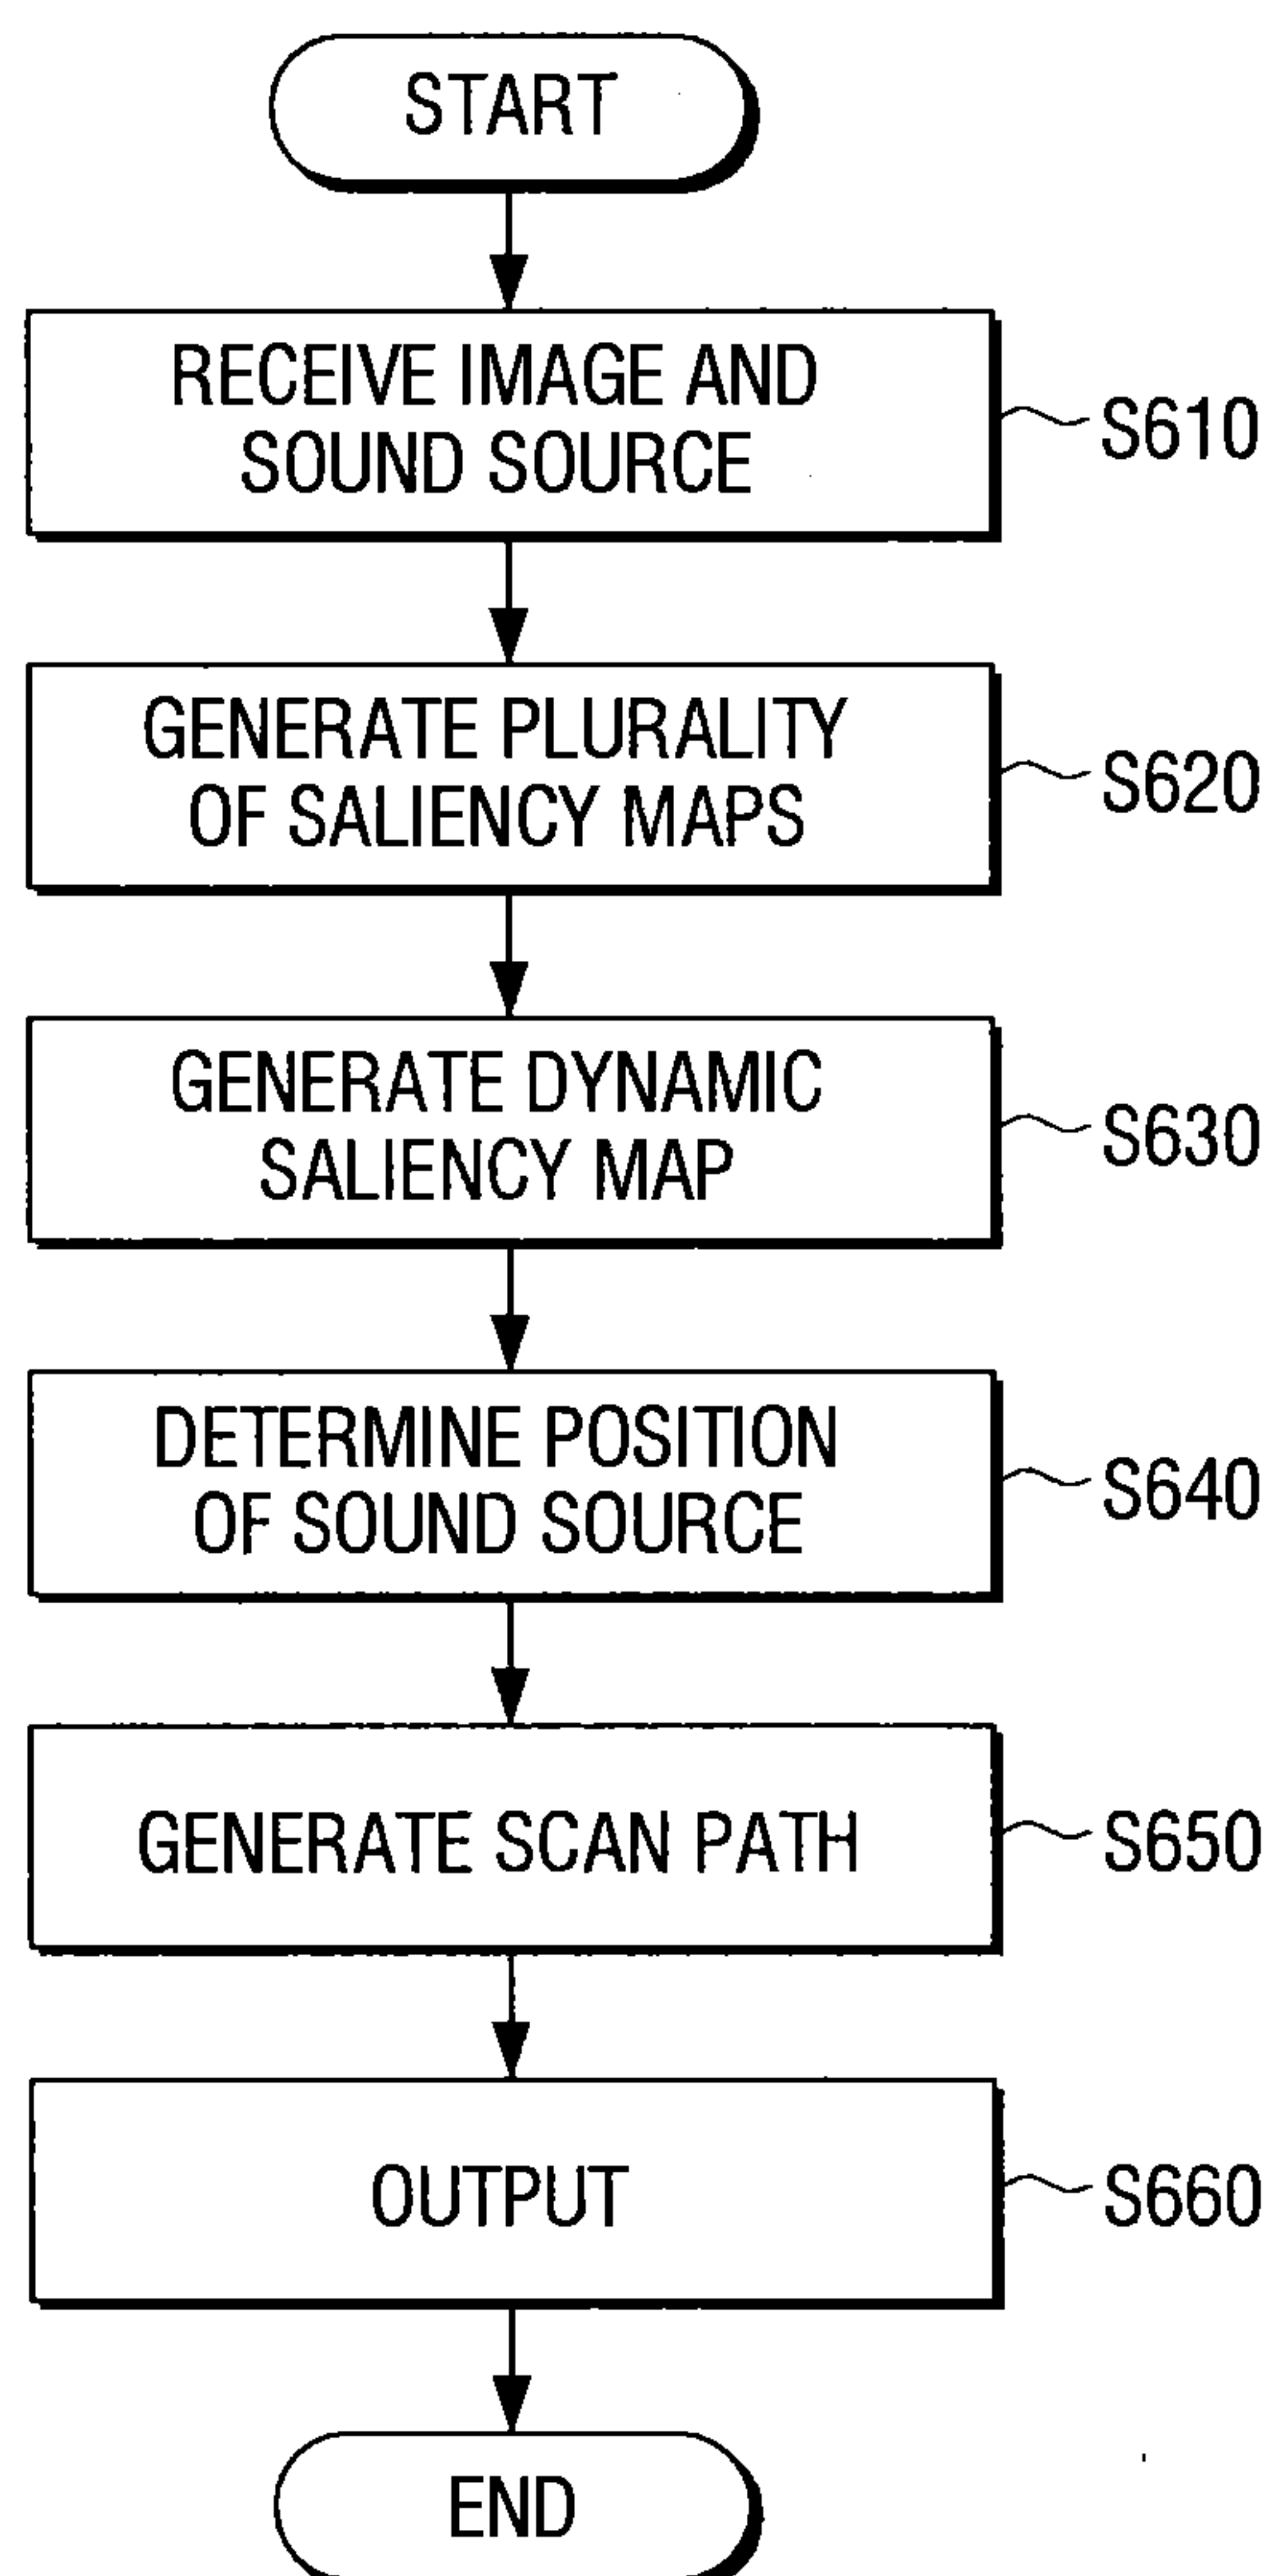 START
RECEIVE IMAGE AND
SOUND SOURCE
S610
GENERATE PLURALITY
OF SALIENCY MAPS
S620
GENERATE DYNAMIC
SALIENCY MAP
S630
DETERMINE POSITION
OF SOUND SOURCE
S640
GENERATE SCAN PATH
S650
OUTPUT
S660
END